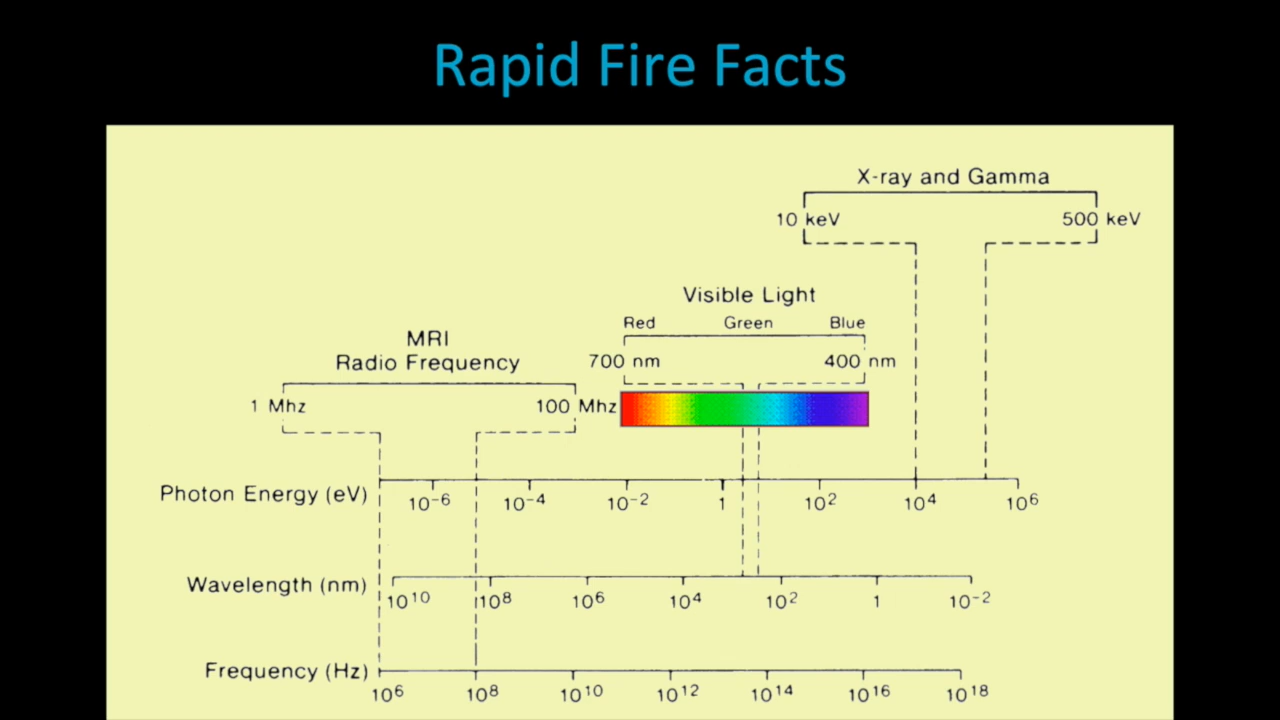 Rapid Fire Facts
X-ray and Gamma
10 keV 500 keV
Visible Light
Red Green Blue
700 nm 400 nm
MRI
Radio Frequency
1 Mhz 100 Mhz
Photon Energy (eV)
10⁻⁶ 10⁻⁴ 10⁻² 1 10² 10⁴ 10⁶
Wavelength (nm)
10¹⁰ 10⁸ 10⁶ 10⁴ 10² 1 10⁻²
Frequency (Hz)
10⁶ 10⁸ 10¹⁰ 10¹² 10¹⁴ 10¹⁶ 10¹⁸